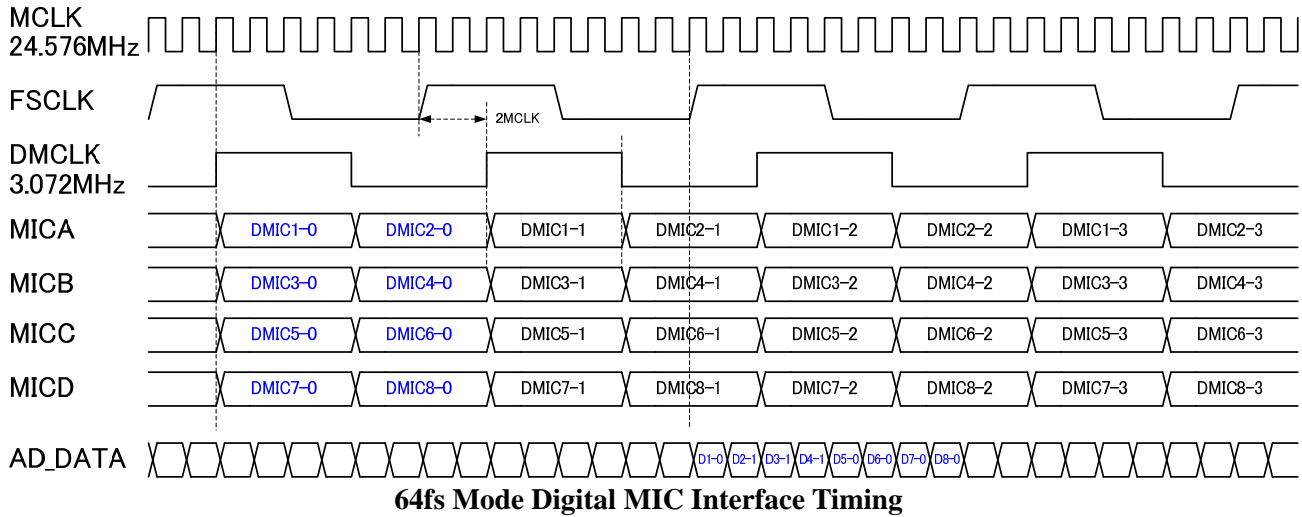 MCLK
24.576MHz
FSCLK
2MCLK
DMCLK
3.072MHz
MICA DMIC1-0 DMIC2-0 DMIC1-1 DMIC2-1 DMIC1-2 DMIC2-2 DMIC1-3 DMIC2-3
MICB DMIC3-0 DMIC4-0 DMIC3-1 DMIC4-1 DMIC3-2 DMIC4-2 DMIC3-3 DMIC4-3
MICC DMIC5-0 DMIC6-0 DMIC5-1 DMIC6-1 DMIC5-2 DMIC6-2 DMIC5-3 DMIC6-3
MICD DMIC7-0 DMIC8-0 DMIC7-1 DMIC8-1 DMIC7-2 DMIC8-2 DMIC7-3 DMIC8-3
AD_DATA D1-0 D2-1 D3-1 D4-1 D5-0 D6-0 D7-0 D8-0
64fs Mode Digital MIC Interface Timing